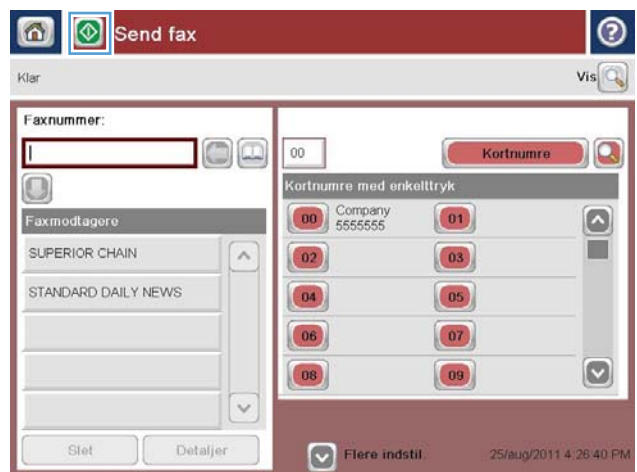 Send fax
Klar
Vis
Faxnummer:
00
Kortnumre
Kortnumre med enkelttryk
Faxmodtagere
SUPERIOR CHAIN
STANDARD DAILY NEWS
00 Company 5555555 01
02 03
04 05
06 07
08 09
Slet Detaljer
Flere indstil. 25/aug/2011 4:26:40 PM